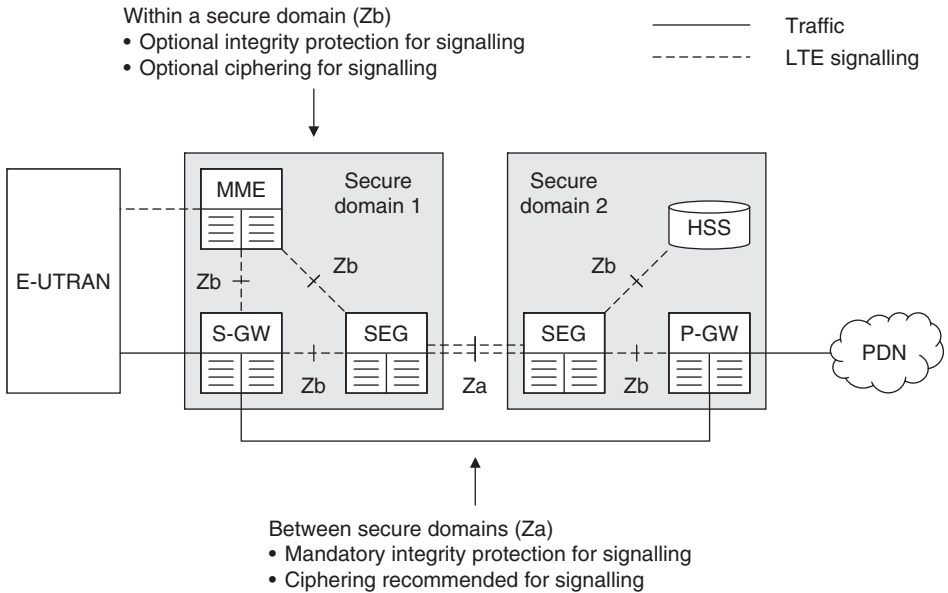 Within a secure domain (Zb)
• Optional integrity protection for signalling
• Optional ciphering for signalling
Traffic
LTE signalling
MME
Secure
domain 1
Secure
domain 2
HSS
Zb
Zb
Zb
E-UTRAN
S-GW
SEG
SEG
P-GW
PDN
Zb
Za
Zb
Between secure domains (Za)
• Mandatory integrity protection for signalling
• Ciphering recommended for signalling